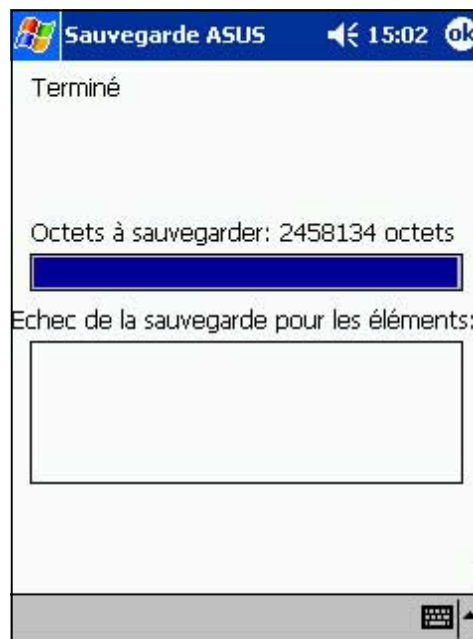 Sauvegarde ASUS 15:02 ok
Terminé
Octets à sauvegarder: 2458134 octets
Echec de la sauvegarde pour les éléments: